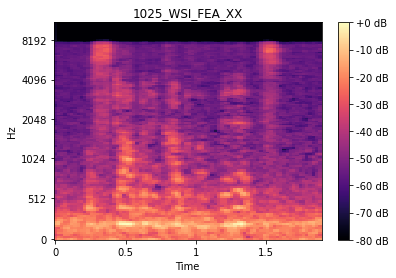 1025_WSI_FEA_XX
+0 dB
8192
-10 dB
4096
-20 dB
-30 dB
2048
Hz
-40 dB
1024
-50 dB
512
-60 dB
-70 dB
0
-80 dB
0
0.5
1
1.5
Time